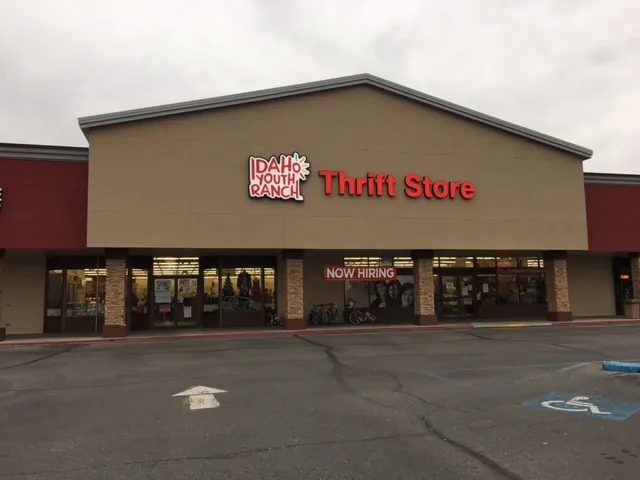 IDAHO
YOUTH
RANCH
Thrift Store
NOW HIRING